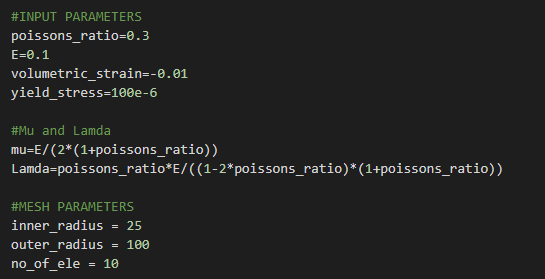 #INPUT PARAMETERS
poissons_ratio=0.3
E=0.1
volumetric_strain=-0.01
yield_stress=100e-6
#Mu and Lamda
mu=E/(2*(1+poissons_ratio))
Lamda=poissons_ratio*E/((1-2*poissons_ratio)*(1+poissons_ratio))
#MESH PARAMETERS
inner_radius = 25
outer_radius = 100
no_of_ele = 10